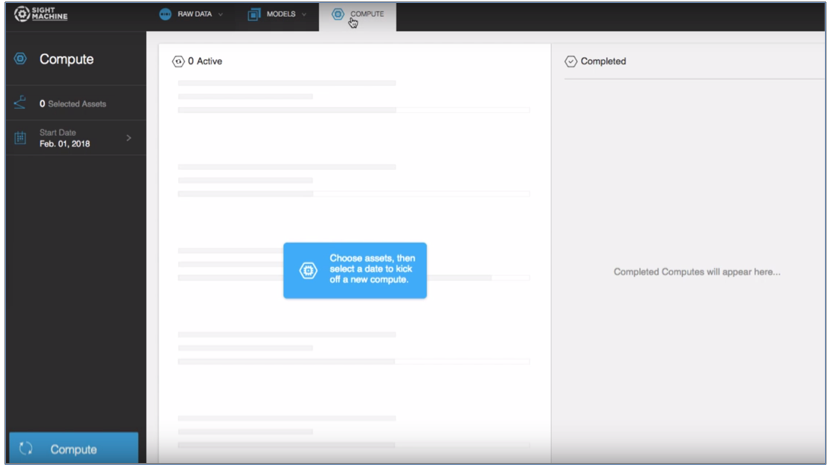 SIGHT
MACHINE
RAW DATA
MODELS
COMPUTE
Compute
0 Selected Assets
Start Date
Feb. 01, 2018
Compute
0 Active
Choose assets, then
select a date to kick
off a new compute.
Completed
Completed Computes will appear here...